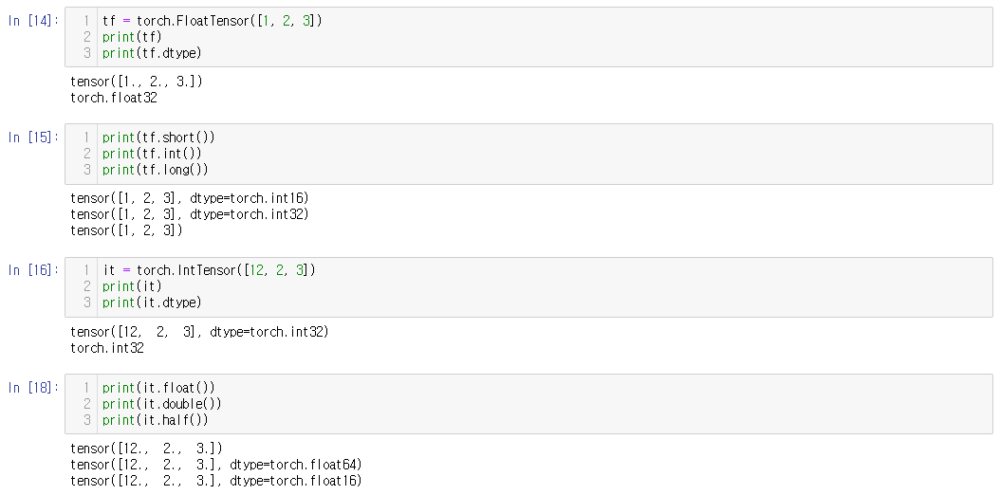 In [14]:
1 tf = torch.FloatTensor([1, 2, 3])
2 print(tf)
3 print(tf.dtype)
tensor([1., 2., 3.])
torch.float32
In [15]:
1 print(tf.short())
2 print(tf.int())
3 print(tf.long())
tensor([1, 2, 3], dtype=torch.int16)
tensor([1, 2, 3], dtype=torch.int32)
tensor([1, 2, 3])
In [16]:
1 it = torch.IntTensor([12, 2, 3])
2 print(it)
3 print(it.dtype)
tensor([12,  2,  3], dtype=torch.int32)
torch.int32
In [18]:
1 print(it.float())
2 print(it.double())
3 print(it.half())
tensor([12.,  2.,  3.])
tensor([12.,  2.,  3.], dtype=torch.float64)
tensor([12.,  2.,  3.], dtype=torch.float16)